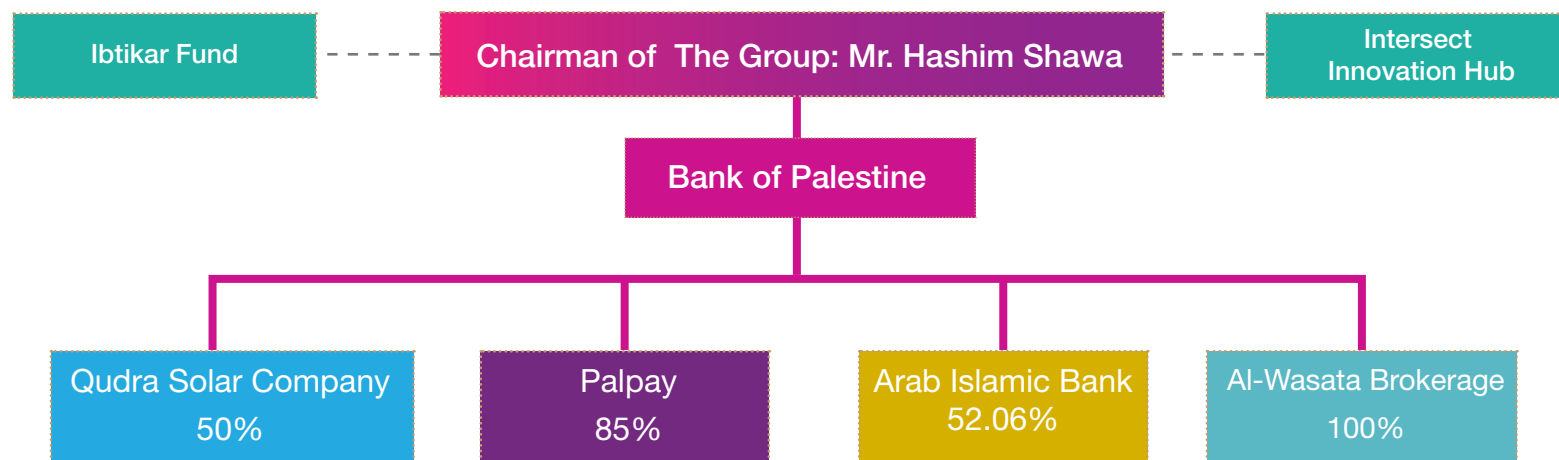 Ibtikar Fund
Chairman of The Group: Mr. Hashim Shawa
Intersect
Innovation Hub
Bank of Palestine
Qudra Solar Company
50%
Palpay
85%
Arab Islamic Bank
52.06%
Al-Wasata Brokerage
100%